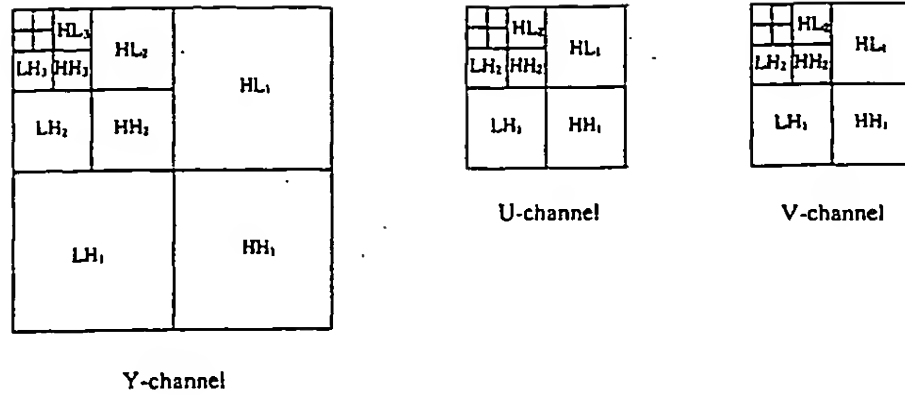 HL₃ HL₂ HL₁
LH₃ HH₃
LH₂ HH₂
LH₁ HH₁
Y-channel
HL₂ HL₁
LH₂ HH₂
LH₁ HH₁
U-channel
HL₂ HL₁
LH₂ HH₂
LH₁ HH₁
V-channel